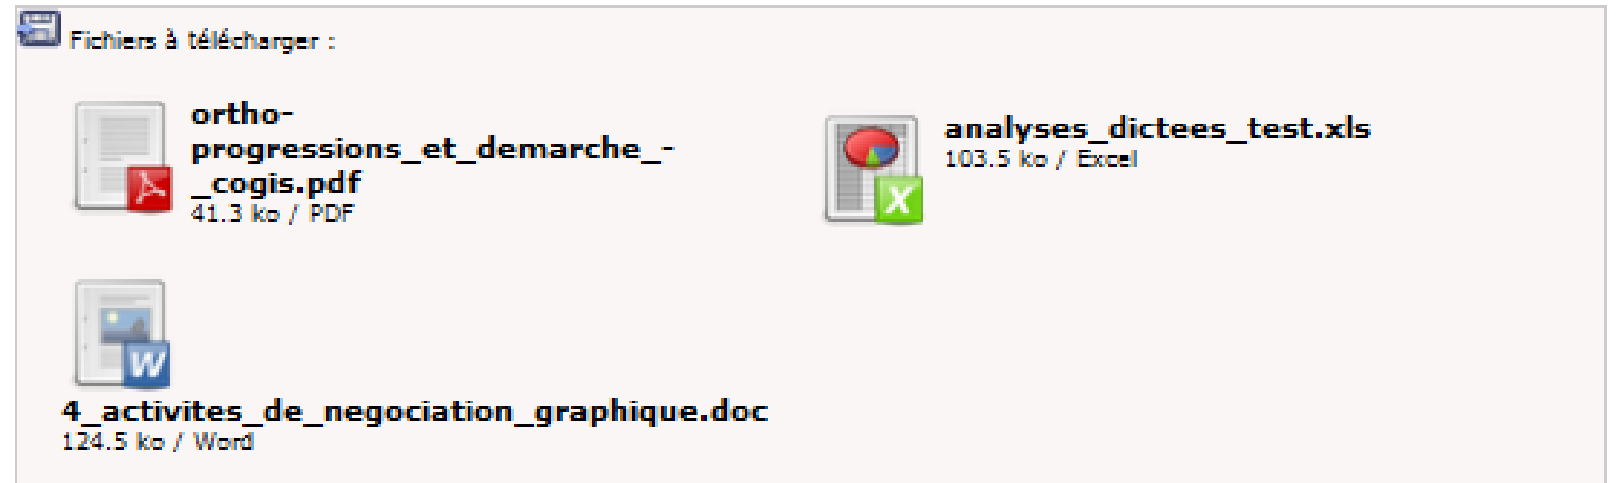 Fichiers à télécharger :
ortho-
progressions_et_demarche_-
_cogis.pdf
41.3 ko / PDF
analyses_dictees_test.xls
103.5 ko / Excel
X
W
4_activites_de_negociation_graphique.doc
124.5 ko / Word